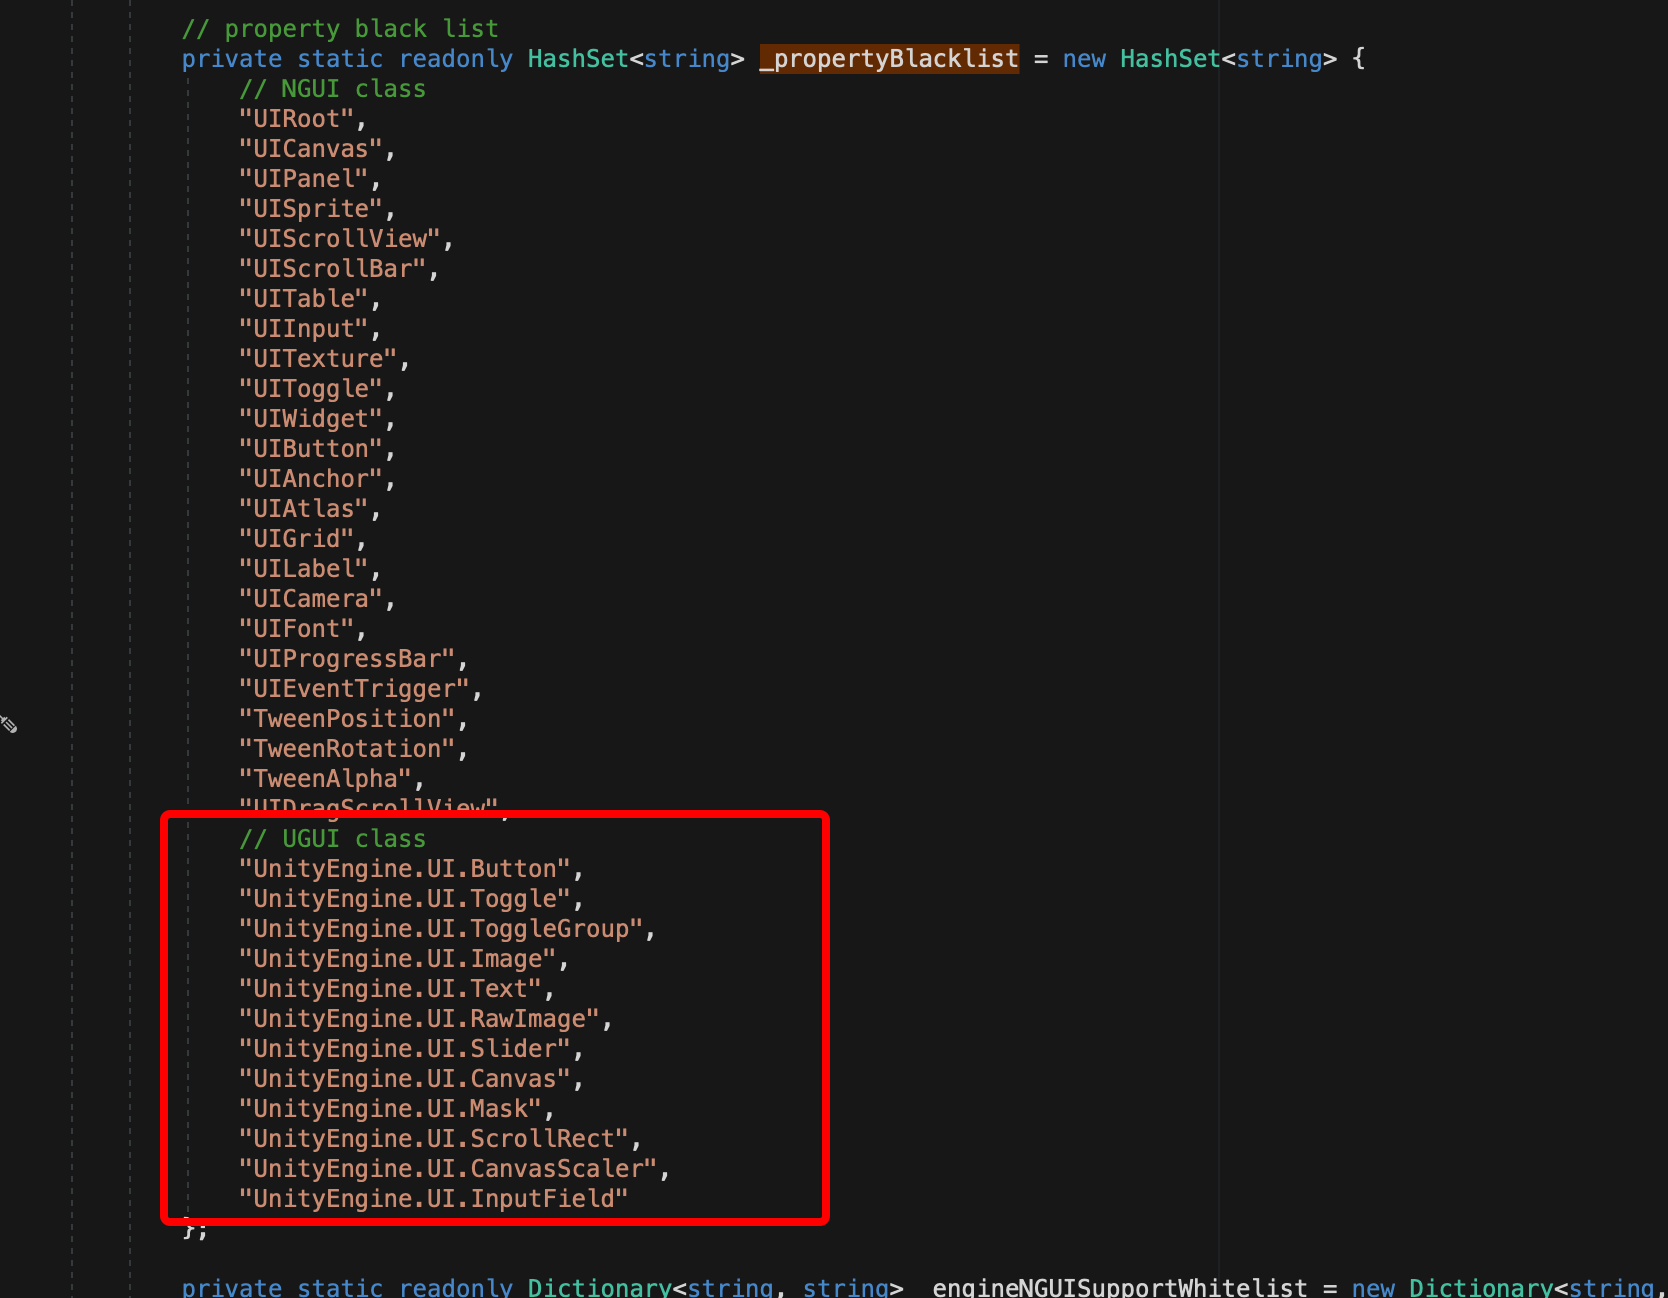 // property black list
private static readonly HashSet<string> _propertyBlacklist = new HashSet<string> {
// NGUI class
"UIRoot",
"UICanvas",
"UIPanel",
"UISprite",
"UIScrollView",
"UIScrollBar",
"UITable",
"UIInput",
"UITexture",
"UIToggle",
"UIWidget",
"UIButton",
"UIAnchor",
"UIAtlas",
"UIGrid",
"UILabel",
"UICamera",
"UIFont",
"UIProgressBar",
"UIEventTrigger",
"TweenPosition",
"TweenRotation",
"TweenAlpha",
"UIDragScrollView",
// UGUI class
"UnityEngine.UI.Button",
"UnityEngine.UI.Toggle",
"UnityEngine.UI.ToggleGroup",
"UnityEngine.UI.Image",
"UnityEngine.UI.Text",
"UnityEngine.UI.RawImage",
"UnityEngine.UI.Slider",
"UnityEngine.UI.Canvas",
"UnityEngine.UI.Mask",
"UnityEngine.UI.ScrollRect",
"UnityEngine.UI.CanvasScaler",
"UnityEngine.UI.InputField"
};
private static readonly Dictionary<string, string> _engineNGUISupportWhitelist = new Dictionary<string,